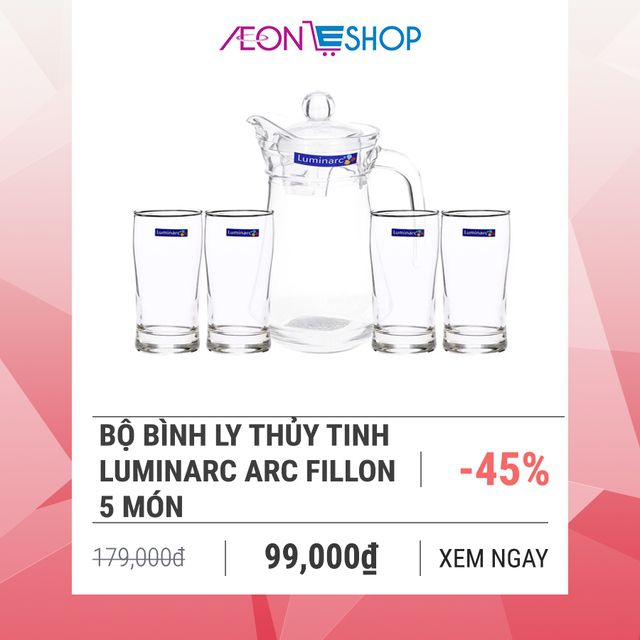 ÆON ESHOP
Luminarc
Luminarc
Luminarc
Luminarc
Luminarc
BỘ BÌNH LY THỦY TINH
LUMINARC ARC FILLON
5 MÓN
-45%
179,000đ
99,000₫
XEM NGAY